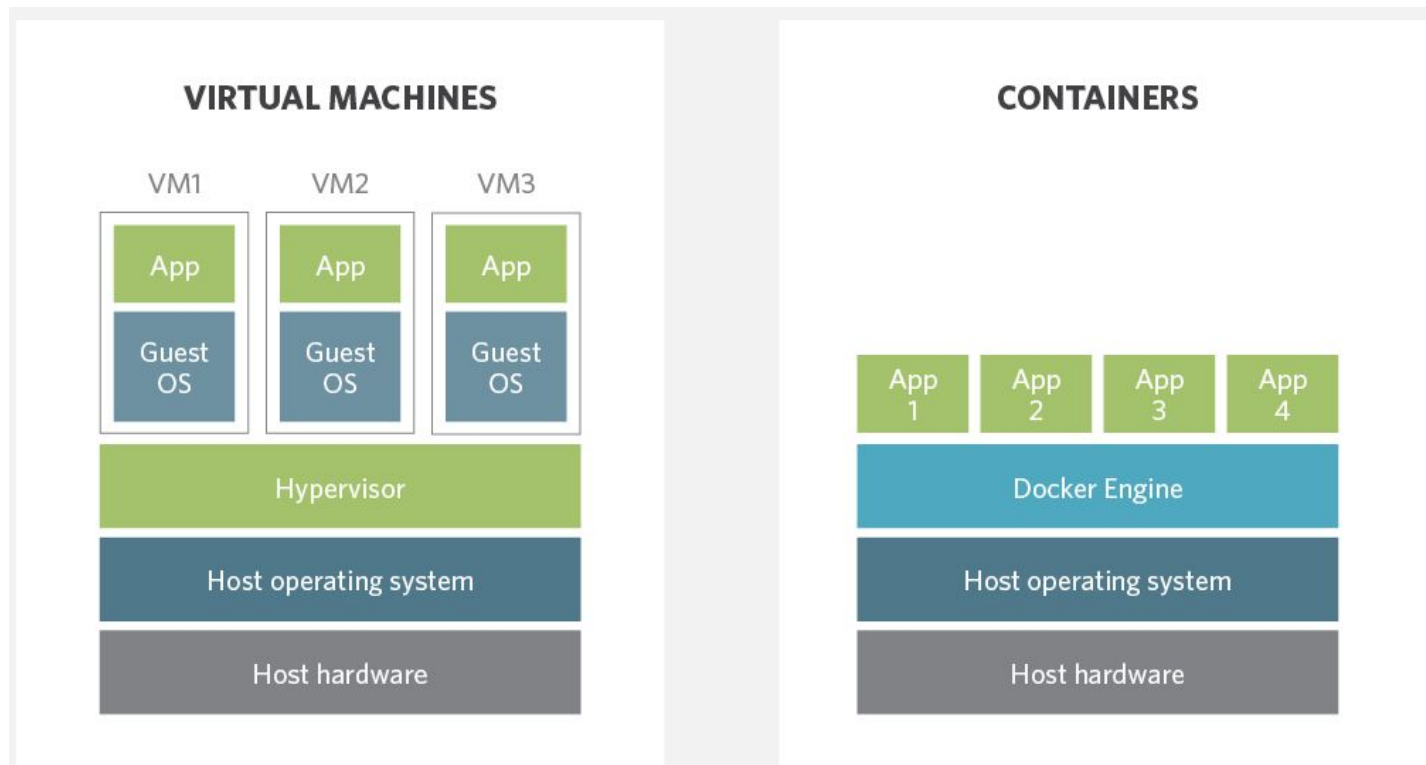 VIRTUAL MACHINES
VM1 VM2 VM3
App App App
Guest Guest Guest
OS OS OS
Hypervisor
Host operating system
Host hardware
CONTAINERS
App App App App
1 2 3 4
Docker Engine
Host operating system
Host hardware